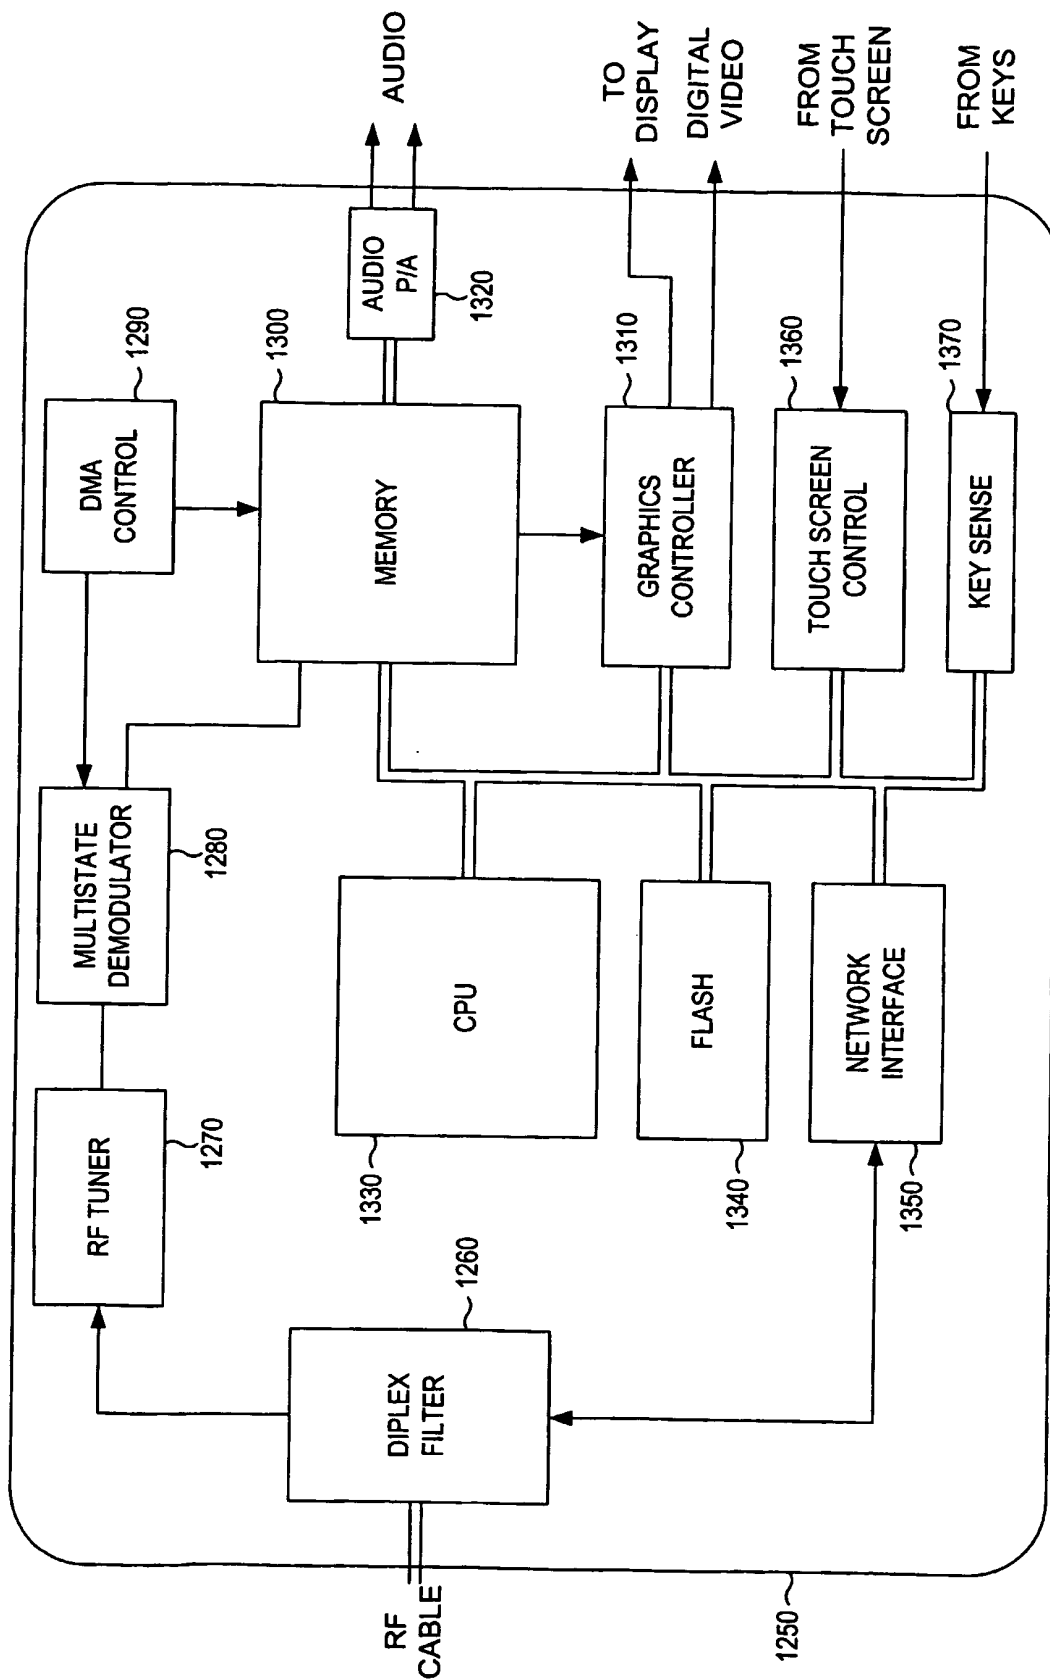 RF
CABLE
1250
DIPLEX
FILTER
1260
RF TUNER
1270
MULTISTATE
DEMODULATOR
1280
DMA
CONTROL
1290
MEMORY
1300
AUDIO
P/A
1320
AUDIO
CPU
1330
FLASH
1340
NETWORK
INTERFACE
1350
GRAPHICS
CONTROLLER
1310
TO
DISPLAY
DIGITAL
VIDEO
TOUCH SCREEN
CONTROL
1360
FROM
TOUCH
SCREEN
KEY SENSE
1370
FROM
KEYS